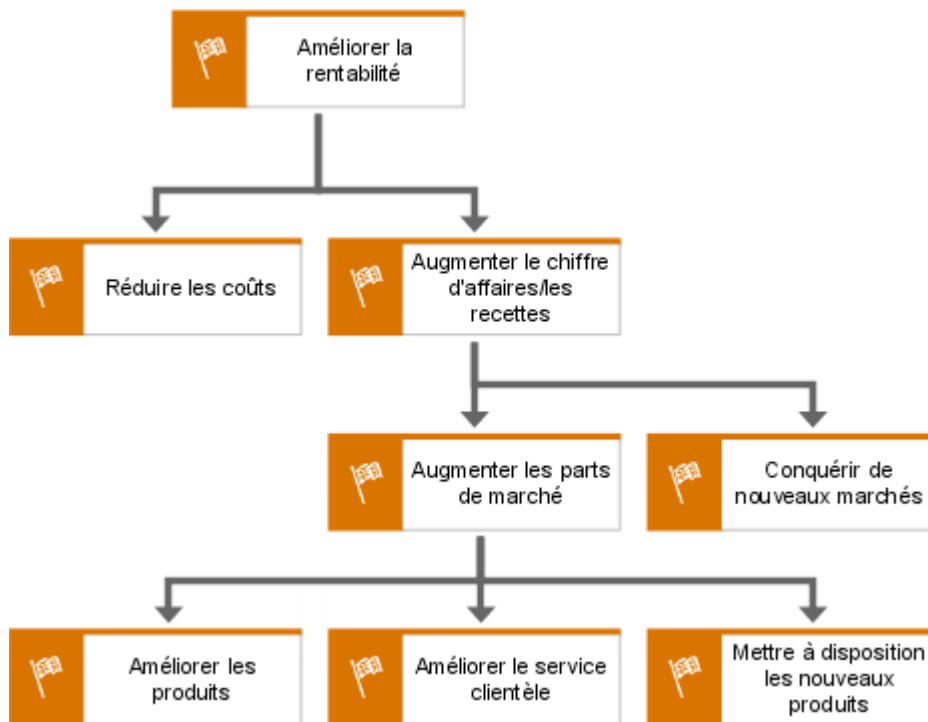 Améliorer la
rentabilité
Réduire les coûts
Augmenter le chiffre
d'affaires/les
recettes
Augmenter les parts
de marché
Conquérir de
nouveaux marchés
Améliorer les
produits
Améliorer le service
clientèle
Mettre à disposition
les nouveaux
produits